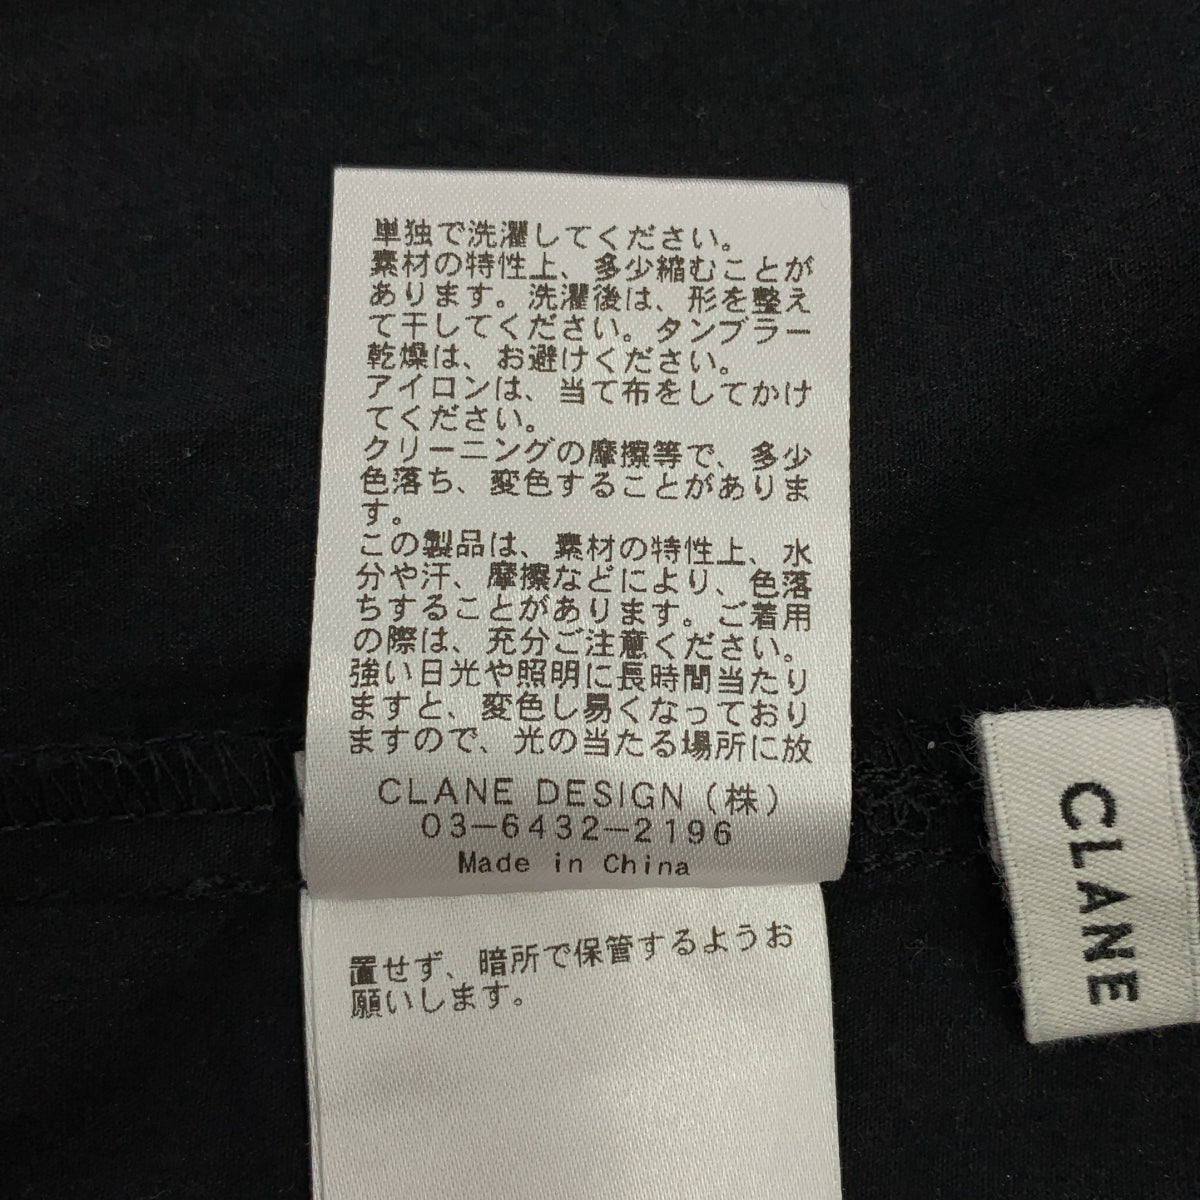 単独で洗濯してください。
素材の特性上、多少縮むことが
あります。洗濯後は、形を整え
て干してください。タンブラー
乾燥は、お避けください。
アイロンは、当て布をしてかけ
てください。
クリーニングの摩擦等で、多少
色落ち、変色することがありま
す。
この製品は、素材の特性上、水
分や汗、摩擦などにより、色落
ちすることがあります。ご着用
の際は、充分ご注意ください。
強い日光や照明に長時間当たり
ますと、変色し易くなっており
ますので、光の当たる場所に放
CLANE DESIGN (株)
03-6432-2196
Made in China
置せず、暗所で保管するようお
願いします。
CLANE